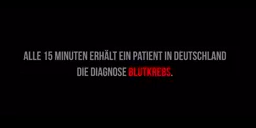 ALLE 15 MINUTEN ERHÄLT EIN PATIENT IN DEUTSCHLAND
DIE DIAGNOSE BLUTKREBS.